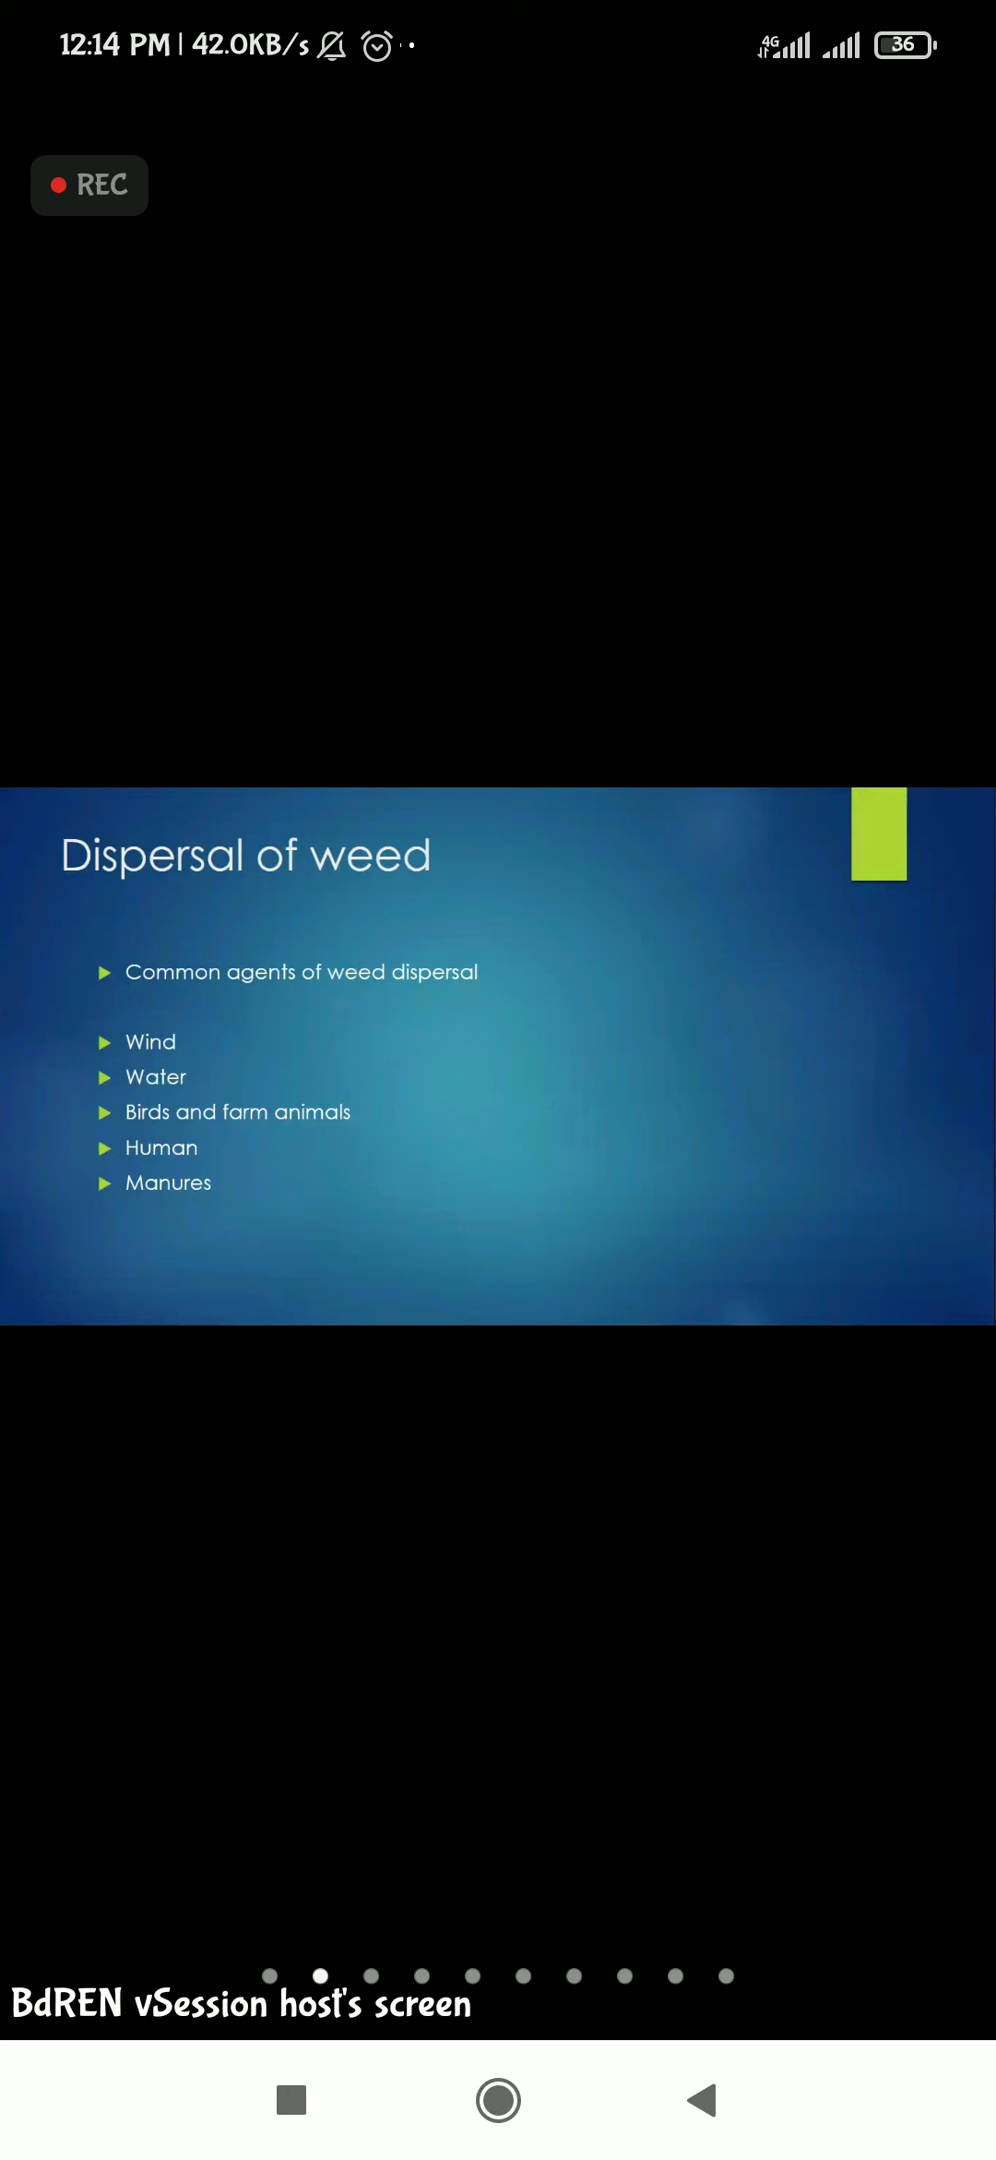 12:14 PM | 42.0KB/s
4G
36
REC
Dispersal of weed
Common agents of weed dispersal
Wind
Water
Birds and farm animals
Human
Manures
BdREN vSession host's screen